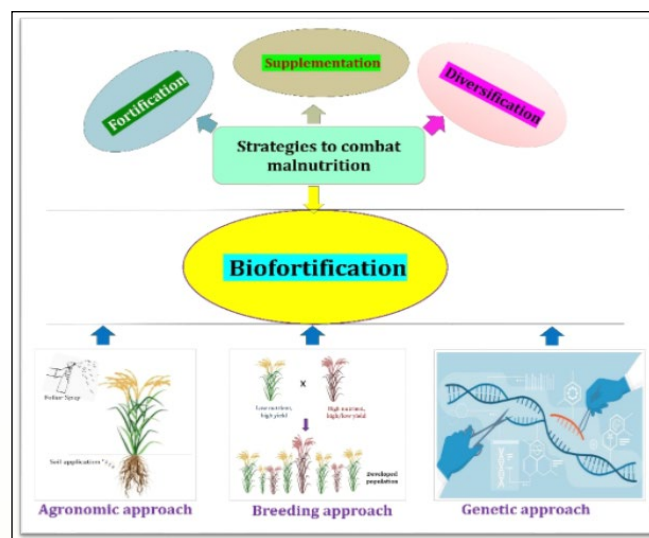 Supplementation
Fortification
Diversification
Strategies to combat
malnutrition
Biofortification
Foliar Spray
Soil application
Low nutrient,
high yield
X
High nutrient,
high/low yield
Developed
population
Agronomic approach
Breeding approach
Genetic approach